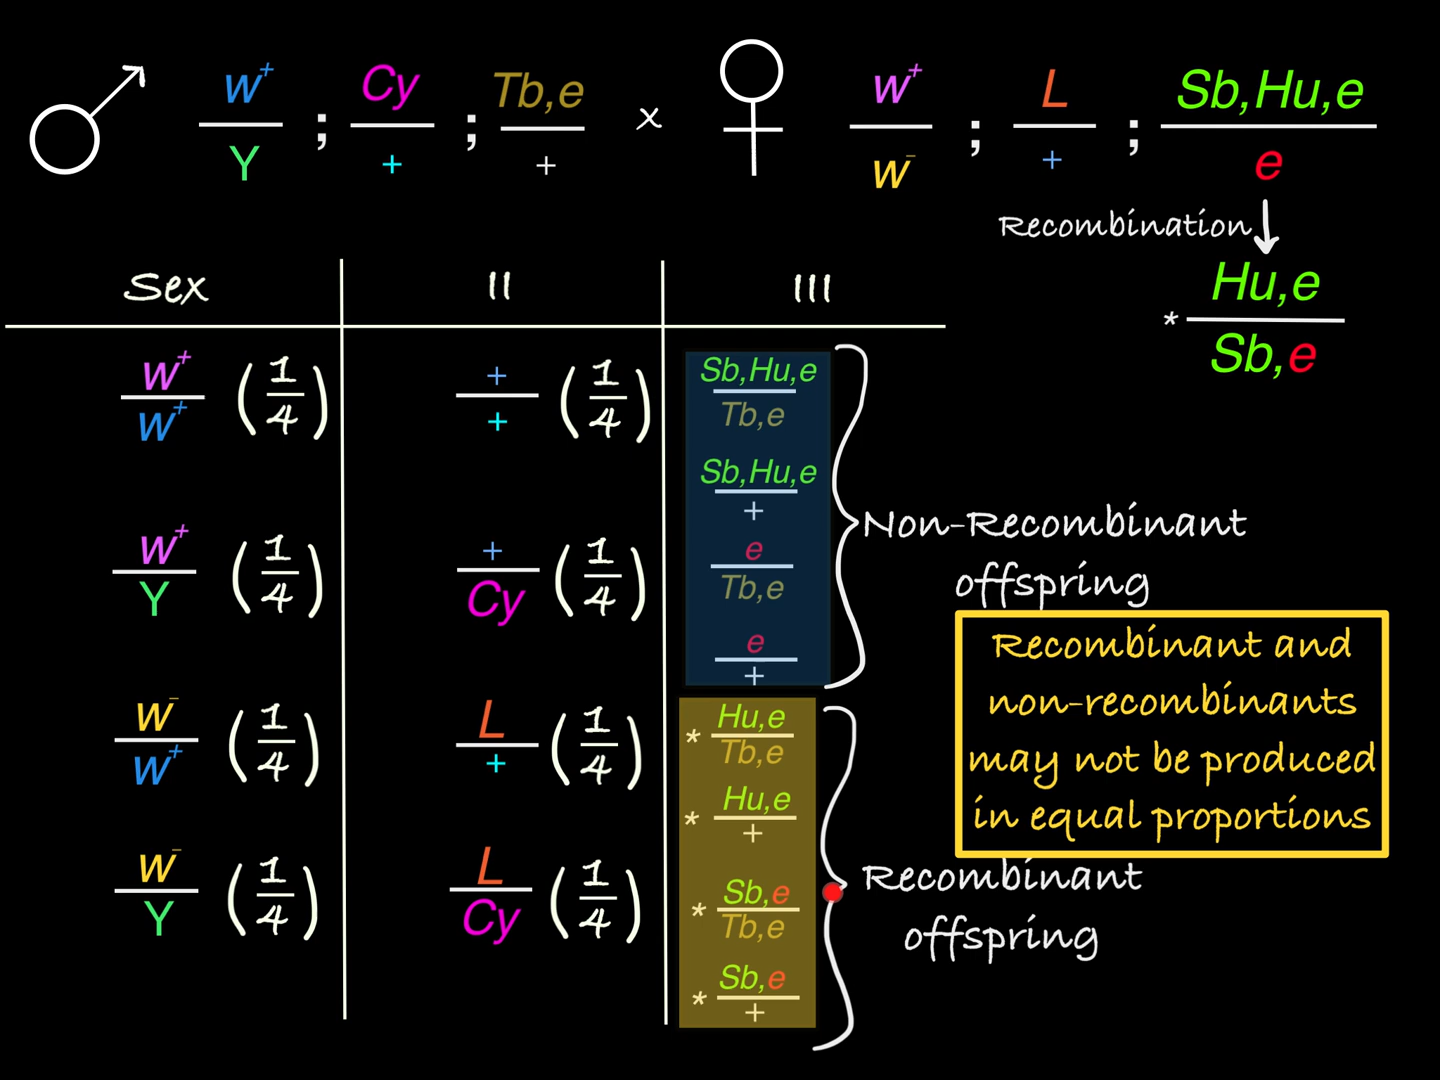 w⁺ Cy Tb,e w⁺ L Sb,Hu,e
; ; × ; ;
Y + + w⁻ + e
Recombination
Hu,e
*
Sb,e
Sex II III
w⁺ (1/4) + (1/4) Sb,Hu,e
w⁺ + Tb,e
Sb,Hu,e
+
w⁺ (1/4) + (1/4) e
Y Cy Tb,e
e
+
Non-Recombinant
offspring
Recombinant and
non-recombinants
may not be produced
in equal proportions
w⁻ (1/4) L (1/4) * Hu,e
w⁺ + Tb,e
* Hu,e
+
w⁻ (1/4) L (1/4) * Sb,e
Y Cy Tb,e
* Sb,e
+
Recombinant
offspring